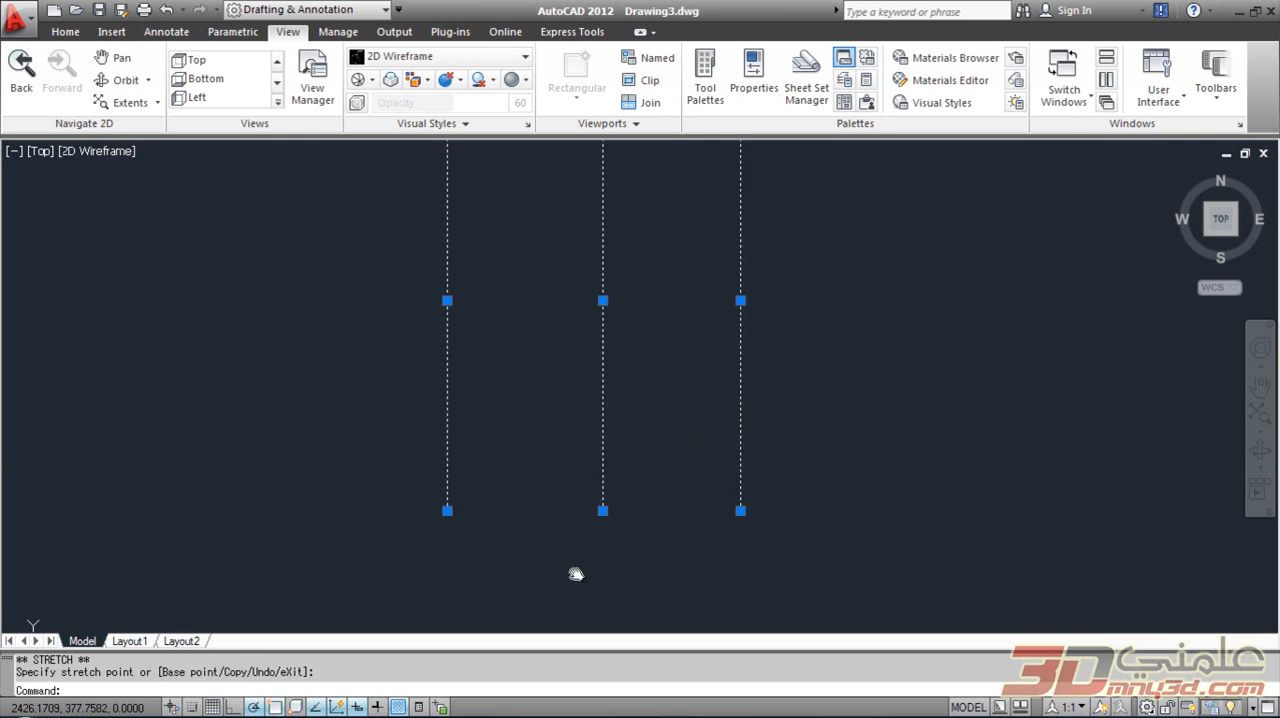 Drafting & Annotation
AutoCAD 2012 Drawing3.dwg
Type a keyword or phrase
Sign In
Home Insert Annotate Parametric View Manage Output Plug-ins Online Express Tools
Back
Forward
Pan
Orbit
Extents
Navigate 2D
Top
Bottom
Left
View
Manager
Views
2D Wireframe
Opacity 60
Visual Styles
Rectangular
Named
Clip
Join
Viewports
Tool
Palettes
Properties
Sheet Set
Manager
Materials Browser
Materials Editor
Visual Styles
Palettes
Switch
Windows
Windows
User
Interface
Toolbars
[−] [Top] [2D Wireframe]
N
W TOP E
S
WCS
Y
Model Layout1 Layout2
** STRETCH **
Specify stretch point or [Base point/Copy/Undo/eXit]:
Command:
2426.1709, 377.7582, 0.0000
MODEL
1:1
3D علمني
mny3d.com